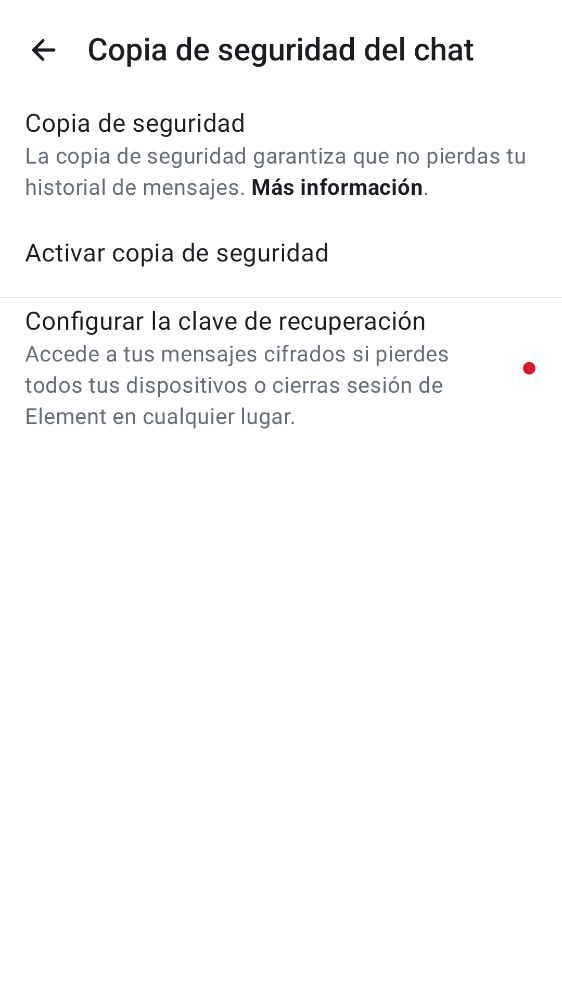 Copia de seguridad del chat
Copia de seguridad
La copia de seguridad garantiza que no pierdas tu
historial de mensajes. Más información.
Activar copia de seguridad
Configurar la clave de recuperación
Accede a tus mensajes cifrados si pierdes
todos tus dispositivos o cierras sesión de
Element en cualquier lugar.